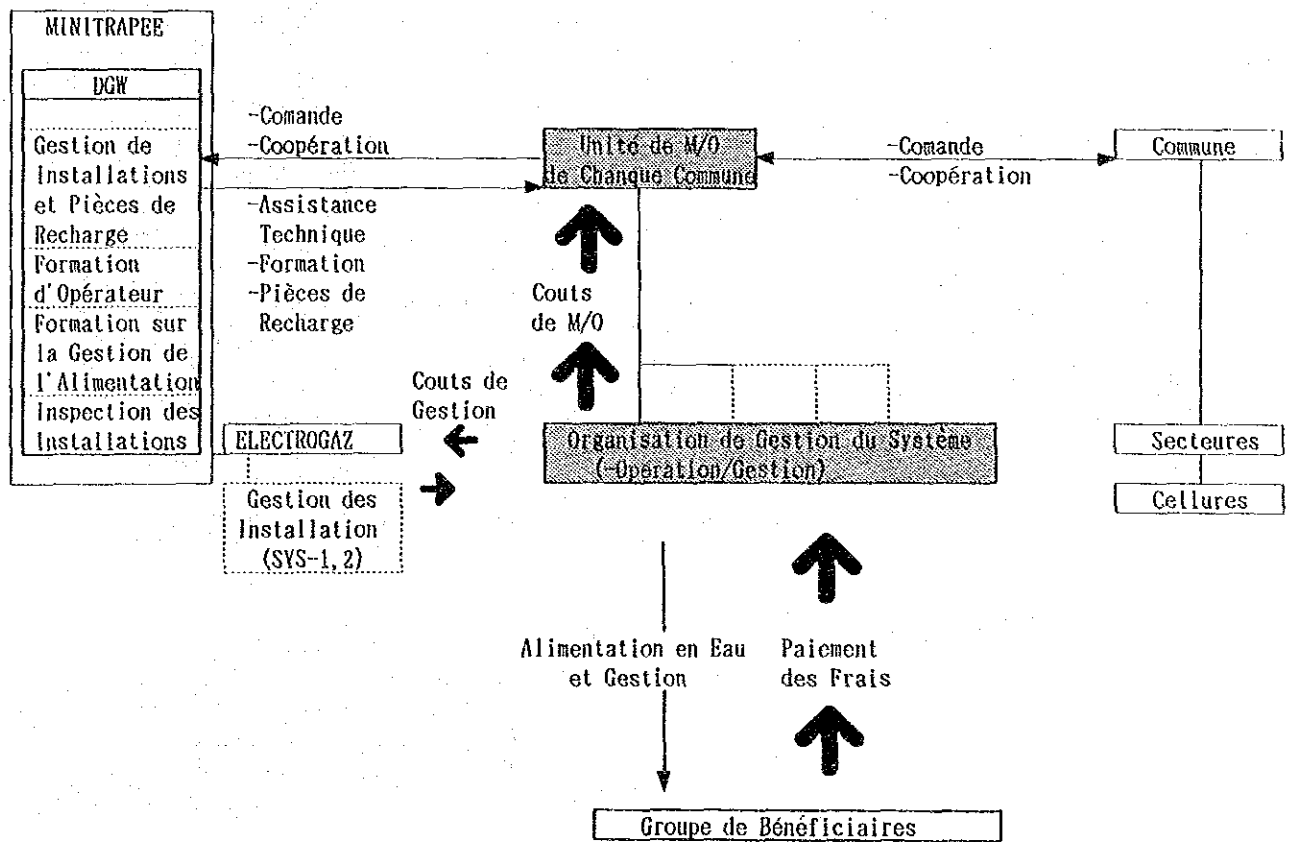 MINITRAPEE
DGW
Gestion de
Installations
et Pièces de
Recharge
Formation
d'Opérateur
Formation sur
la Gestion de
l'Alimentation
Inspection des
Installations
-Comande
-Coopération
-Assistance
Technique
-Formation
-Pièces de
Recharge
Unité de M/O
de Chanque Commune
-Comande
-Coopération
Commune
Couts
de M/O
Couts de
Gestion
ELECTROGAZ
Gestion des
Installation
(SYS-1,2)
Organisation de Gestion du Système
(-Opération/Gestion)
Secteures
Cellures
Alimentation en Eau
et Gestion
Paiement
des Frais
Groupe de Bénéficiaires